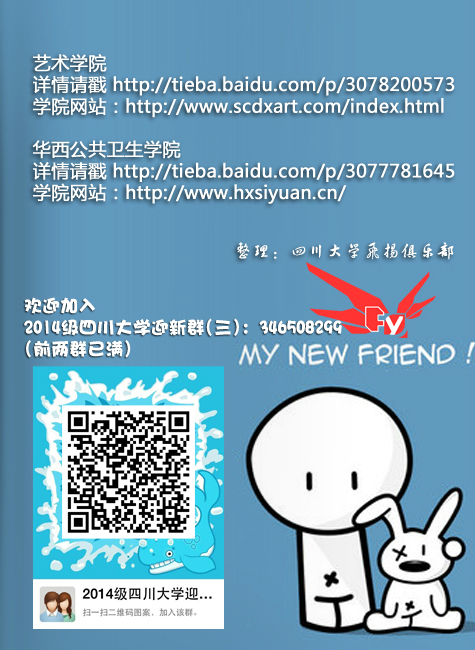 艺术学院
详情请戳 http://tieba.baidu.com/p/3078200573
学院网站：http://www.scdxart.com/index.html
华西公共卫生学院
详情请戳 http://tieba.baidu.com/p/3077781645
学院网站：http://www.hxsiyuan.cn/
整理：四川大学飞扬俱乐部
欢迎加入
2014级四川大学迎新群(三)：346508299
(前两群已满)
FY
MY NEW FRIEND !
2014级四川大学迎...
扫一扫二维码图案，加入该群。